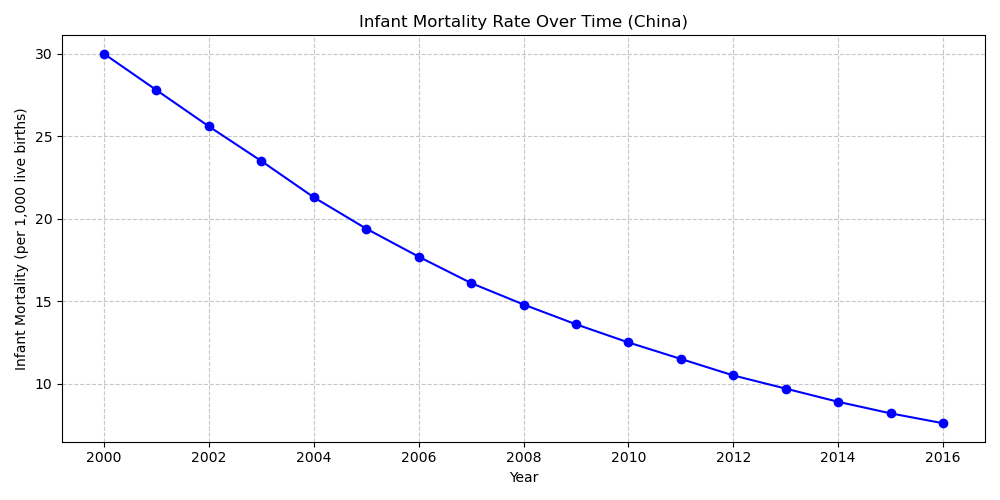 Infant Mortality Rate Over Time (China)
Infant Mortality (per 1,000 live births)
30
25
20
15
10
2000 2002 2004 2006 2008 2010 2012 2014 2016
Year